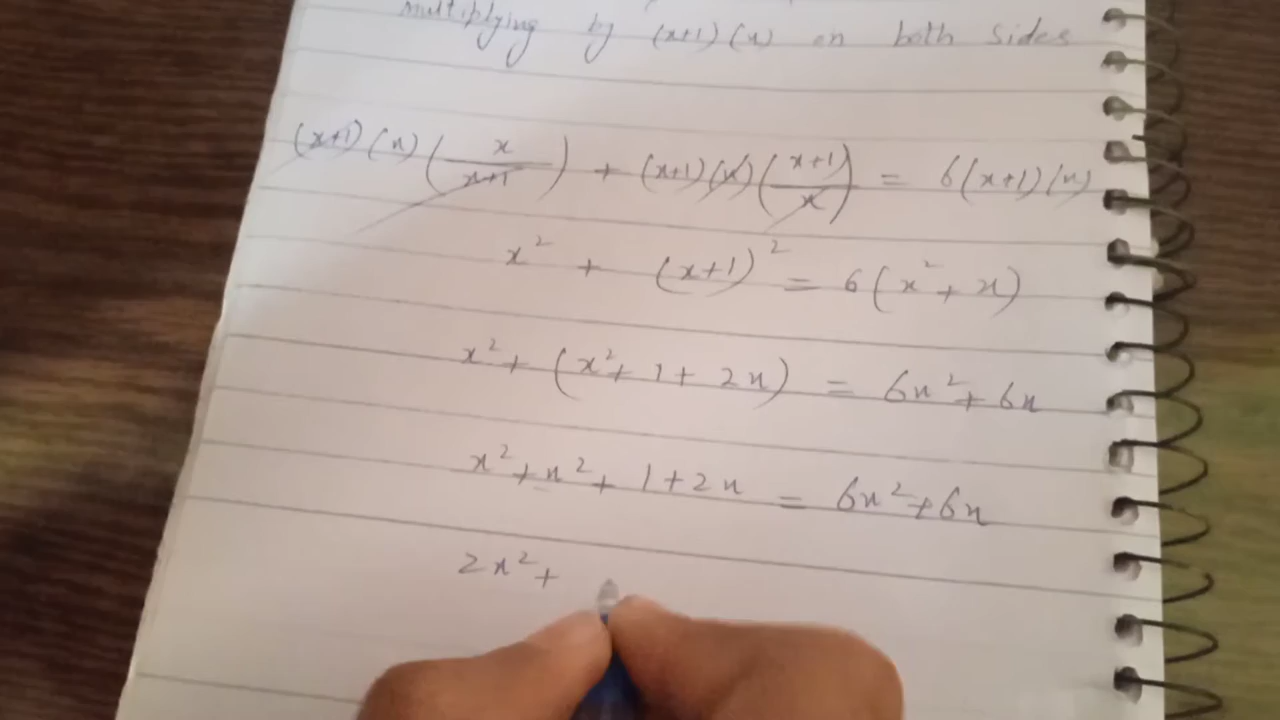 multiplying by (x+1) (x) on both sides
(x+1) (x) (x/x+1) + (x+1) (x) (x+1/x) = 6(x+1) (x)
x² + (x+1)² = 6(x² + x)
x² + (x² + 1 + 2x) = 6x² + 6x
x² + x² + 1 + 2x = 6x² + 6x
2x² +